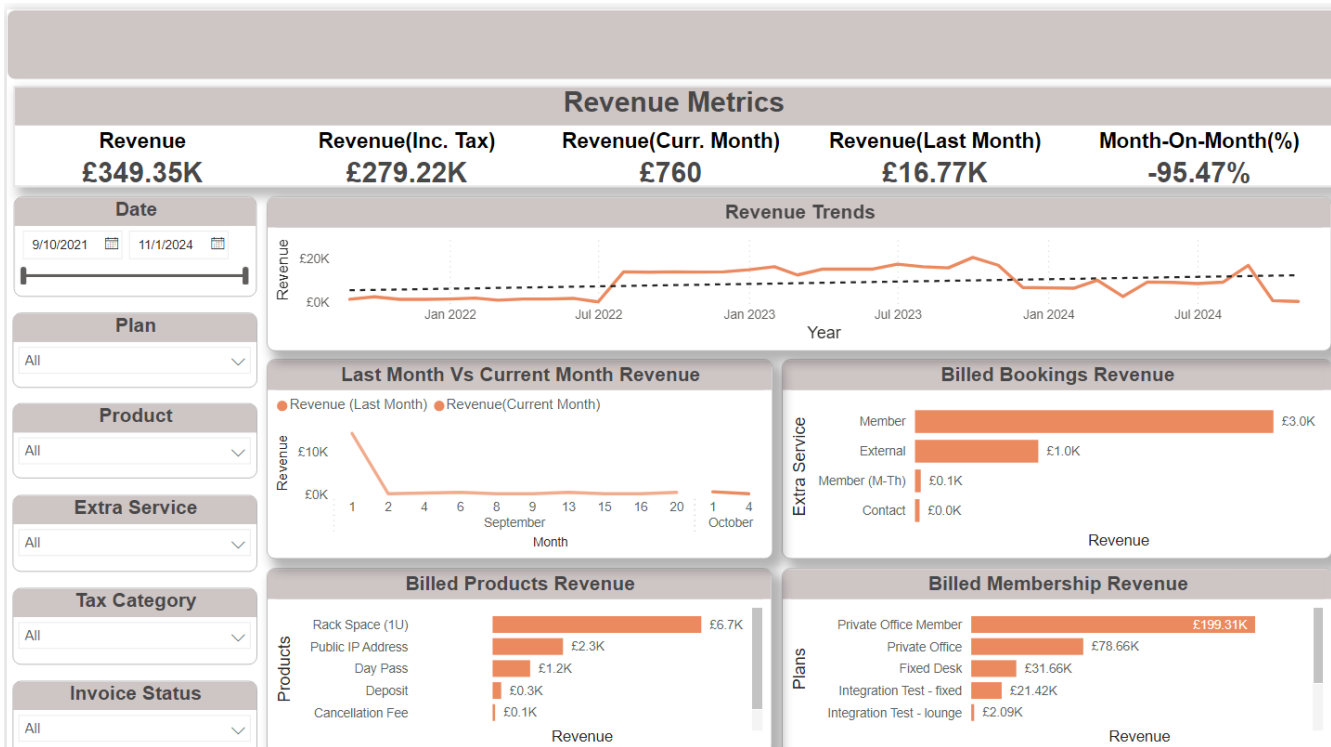 Revenue Metrics
Revenue Revenue(Inc. Tax) Revenue(Curr. Month) Revenue(Last Month) Month-On-Month(%)
£349.35K £279.22K £760 £16.77K -95.47%
Date
9/10/2021 11/1/2024
Plan
All
Product
All
Extra Service
All
Tax Category
All
Invoice Status
All
Revenue Trends
Revenue
£20K
£0K
Jan 2022 Jul 2022 Jan 2023 Jul 2023 Jan 2024 Jul 2024
Year
Last Month Vs Current Month Revenue
Revenue (Last Month) Revenue(Current Month)
Revenue
£10K
£0K
1 2 4 6 8 9 13 15 16 20 1 4
September October
Month
Billed Bookings Revenue
Extra Service
Member £3.0K
External £1.0K
Member (M-Th) £0.1K
Contact £0.0K
Revenue
Billed Products Revenue
Products
Rack Space (1U) £6.7K
Public IP Address £2.3K
Day Pass £1.2K
Deposit £0.3K
Cancellation Fee £0.1K
Revenue
Billed Membership Revenue
Plans
Private Office Member £199.31K
Private Office £78.66K
Fixed Desk £31.66K
Integration Test - fixed £21.42K
Integration Test - lounge £2.09K
Revenue